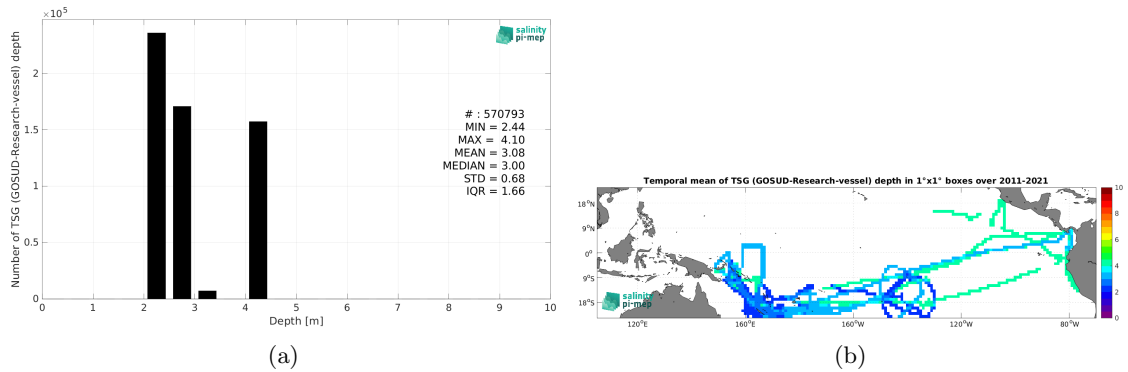 ×10⁵
2
1.5
1
0.5
0
Number of TSG (GOSUD-Research-vessel) depth
salinity
pi-mep
# : 570793
MIN = 2.44
MAX = 4.10
MEAN = 3.08
MEDIAN = 3.00
STD = 0.68
IQR = 1.66
0 1 2 3 4 5 6 7 8 9 10
Depth [m]
(a)
Temporal mean of TSG (GOSUD-Research-vessel) depth in 1°x1° boxes over 2011-2021
18°N
9°N
0°
9°S
18°S
salinity
pi-mep
120°E 160°E 160°W 120°W 80°W
10
8
6
4
2
0
(b)